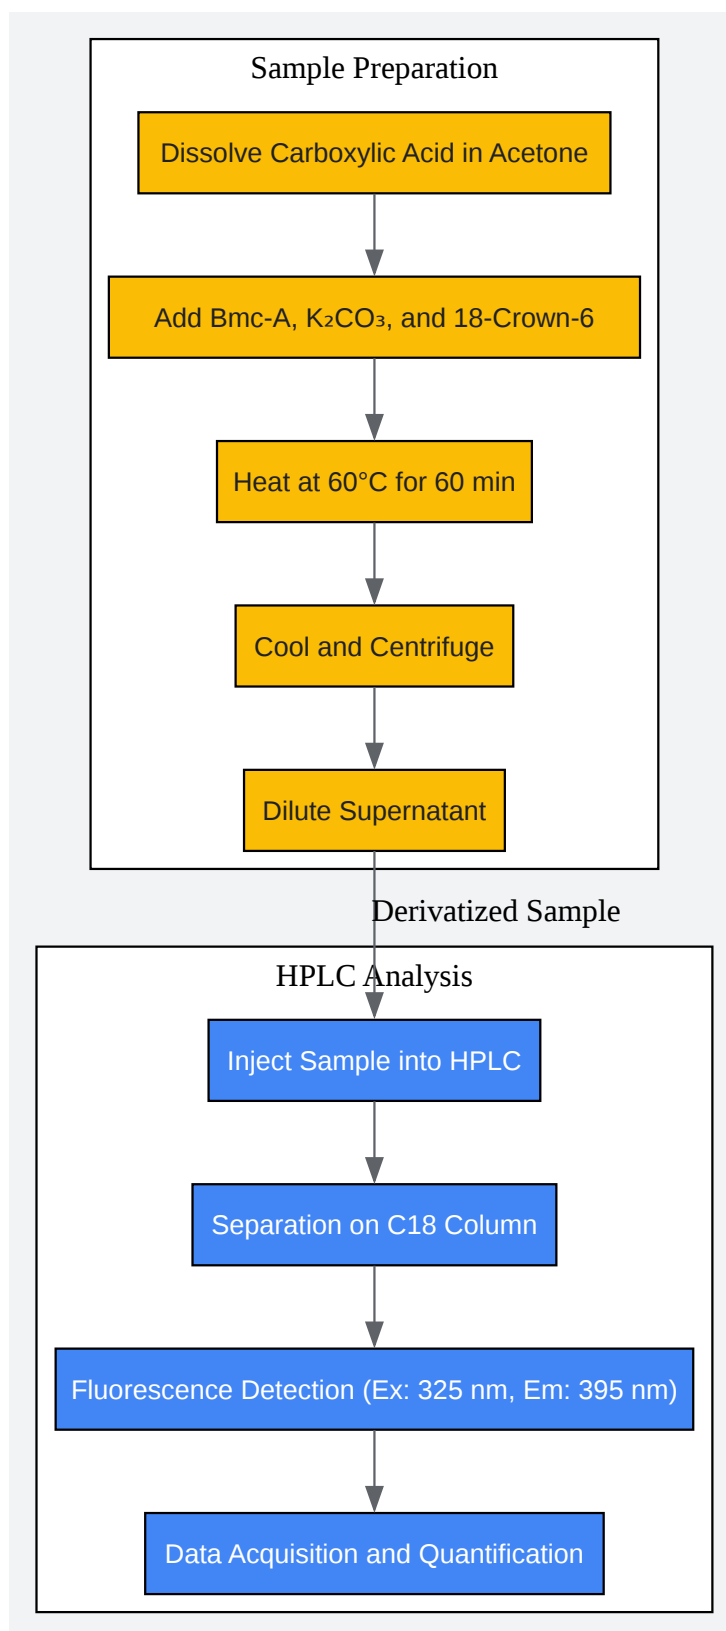 Sample Preparation
Dissolve Carboxylic Acid in Acetone
Add Bmc-A, K₂CO₃, and 18-Crown-6
Heat at 60°C for 60 min
Cool and Centrifuge
Dilute Supernatant
Derivatized Sample
HPLC Analysis
Inject Sample into HPLC
Separation on C18 Column
Fluorescence Detection (Ex: 325 nm, Em: 395 nm)
Data Acquisition and Quantification